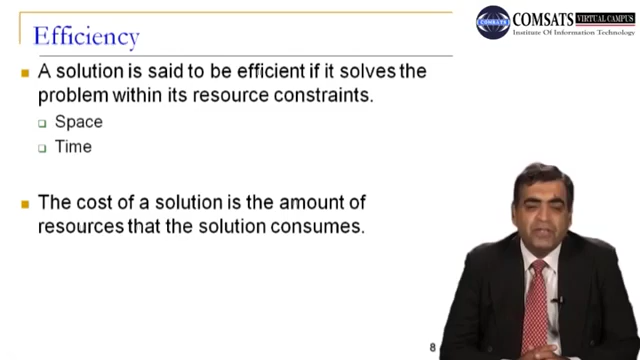 Efficiency
COMSATS VIRTUAL CAMPUS
Institute Of Information Technology
A solution is said to be efficient if it solves the
problem within its resource constraints.
Space
Time
The cost of a solution is the amount of
resources that the solution consumes.
8